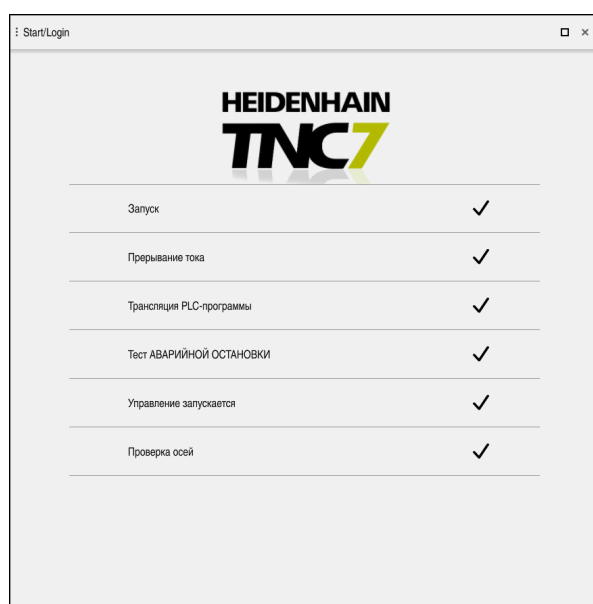 Start/Login
HEIDENHAIN
TNC7
Запуск
Прерывание тока
Трансляция PLC-программы
Тест АВАРИЙНОЙ ОСТАНОВКИ
Управление запускается
Проверка осей